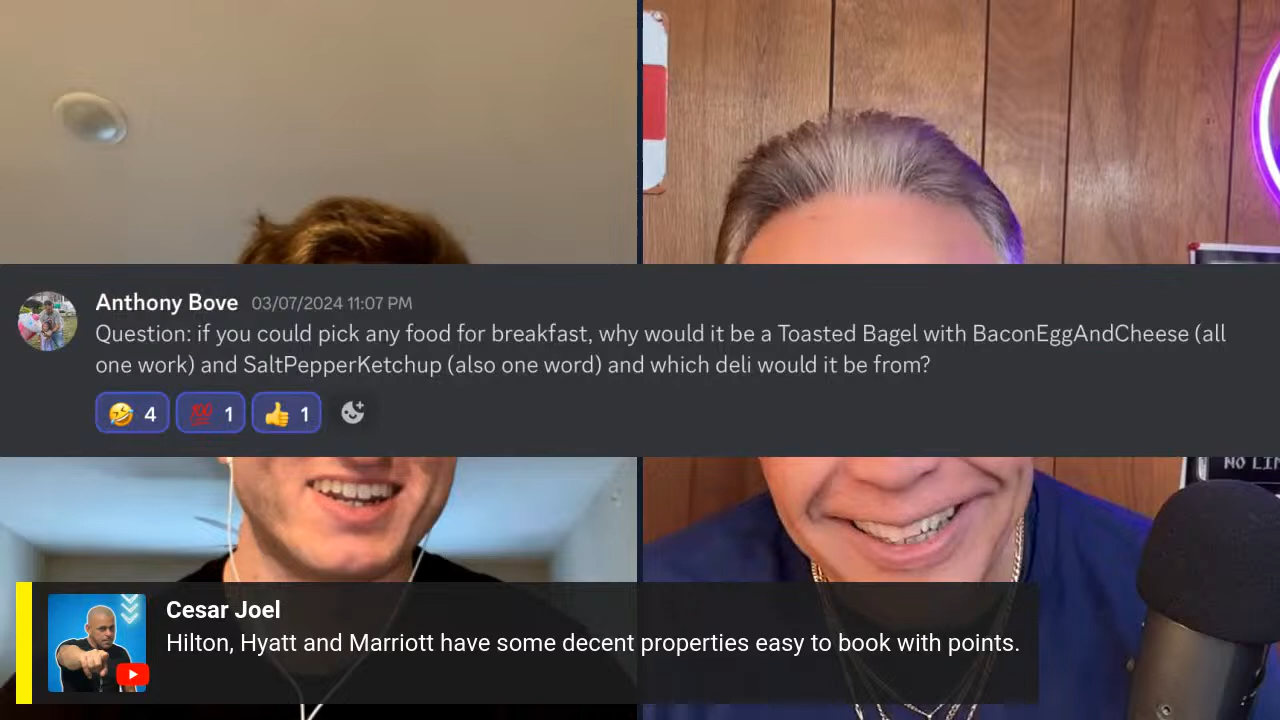 Anthony Bove 03/07/2024 11:07 PM
Question: if you could pick any food for breakfast, why would it be a Toasted Bagel with BaconEggAndCheese (all
one work) and SaltPepperKetchup (also one word) and which deli would it be from?
🤣 4 💯 1 👍 1
NO LIM
Cesar Joel
Hilton, Hyatt and Marriott have some decent properties easy to book with points.